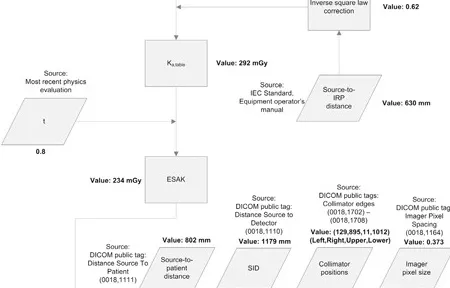 Inverse square law
correction
Value: 0.62
Kₐ,table
Value: 292 mGy
Source:
Most recent physics
evaluation
Source:
IEC Standard,
Equipment operator's
manual
Source-to-
IRP
distance
Value: 630 mm
t
0.8
Value: 234 mGy
ESAK
Source:
DICOM public tag:
Distance Source To
Patient
(0018,1111)
Value: 802 mm
Source-to-
patient
distance
Source:
DICOM public tag:
Distance Source to
Detector
(0018,1110)
Value: 1179 mm
SID
Source:
DICOM public tags:
Collimator edges
(0018,1702) –
(0018,1708)
Value: (129,895,11,1012)
(Left,Right,Upper,Lower)
Collimator
positions
Source:
DICOM public tag
Imager Pixel
Spacing
(0018,1164)
Value: 0.373
Imager
pixel size